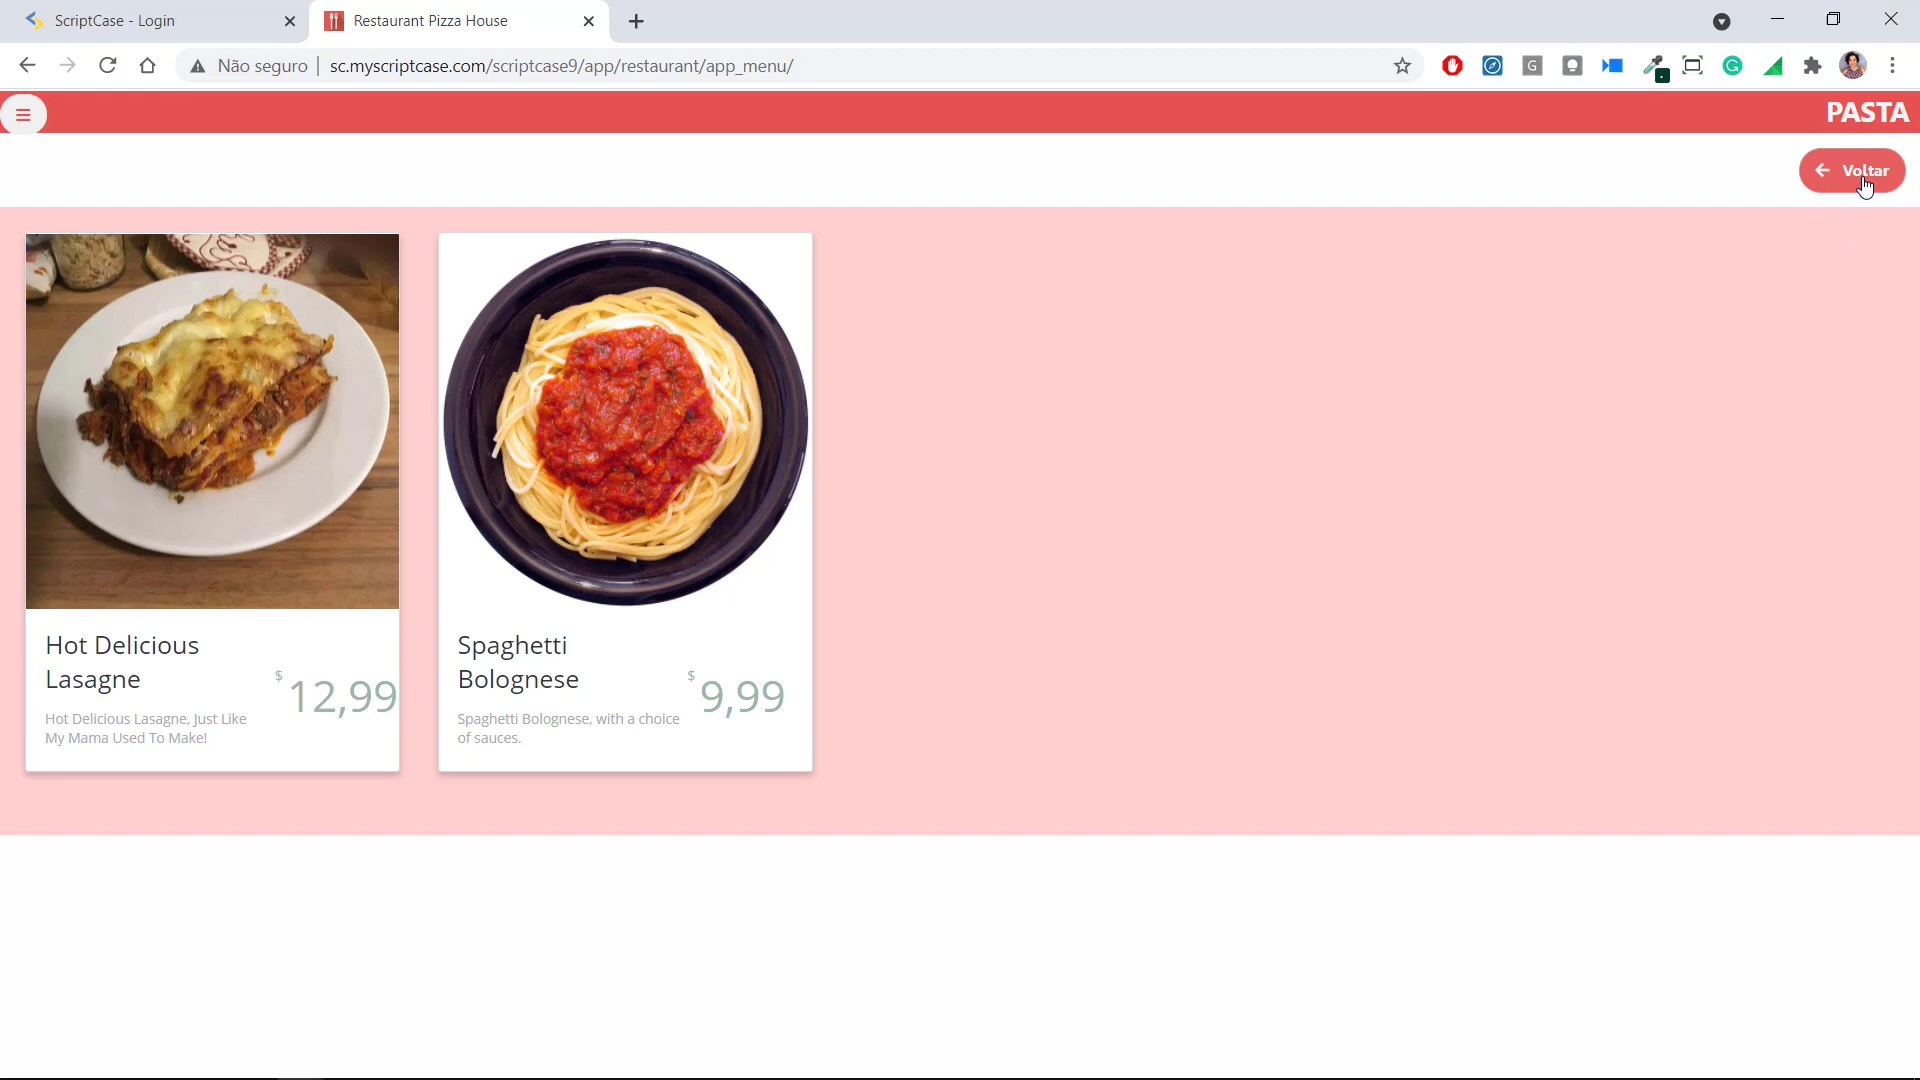 ScriptCase - Login
Restaurant Pizza House
Não seguro
sc.myscriptcase.com/scriptcase9/app/restaurant/app_menu/
G
PASTA
Voltar
Hot Delicious
Lasagne
$ 12,99
Hot Delicious Lasagne, Just Like
My Mama Used To Make!
Spaghetti
Bolognese
$ 9,99
Spaghetti Bolognese, with a choice
of sauces.